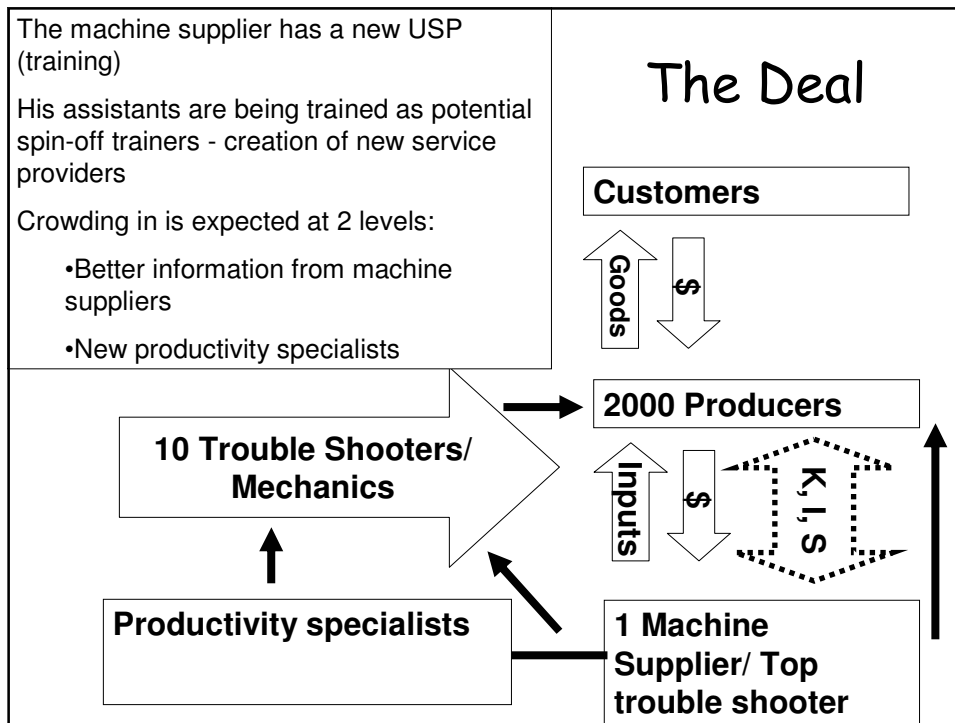 The machine supplier has a new USP
(training)
His assistants are being trained as potential
spin-off trainers - creation of new service
providers
Crowding in is expected at 2 levels:
•Better information from machine
suppliers
•New productivity specialists
The Deal
Customers
Goods
$
2000 Producers
10 Trouble Shooters/
Mechanics
Inputs
$
K, I, S
Productivity specialists
1 Machine
Supplier/ Top
trouble shooter